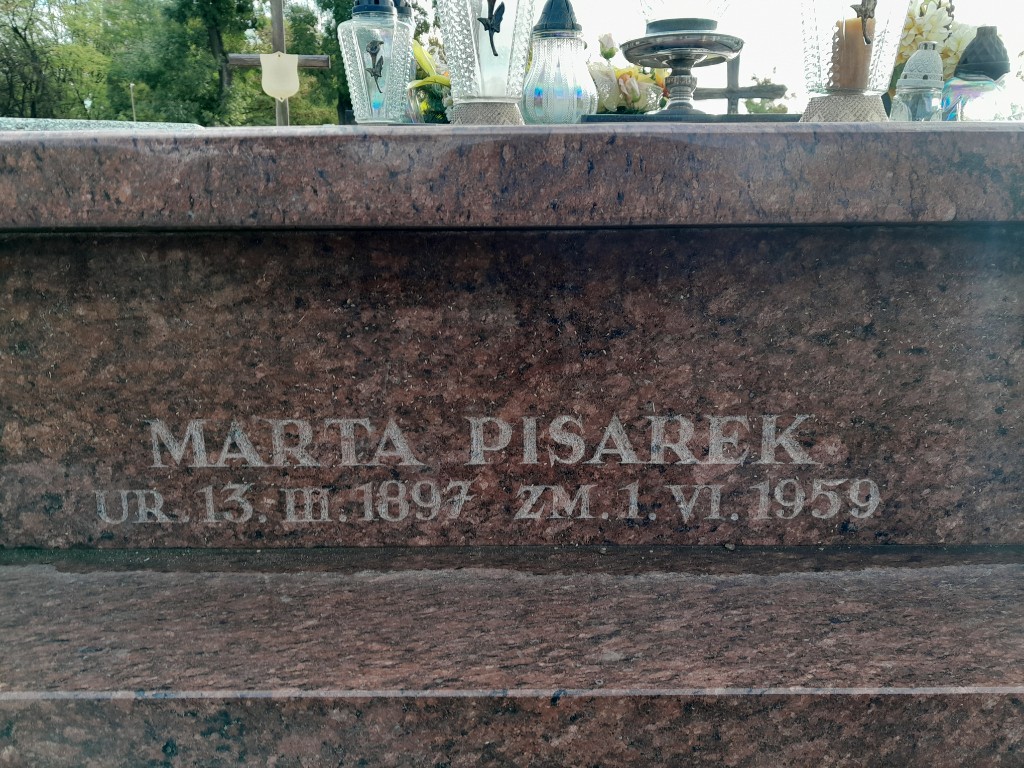 MARTA PISAREK
UR. 13. III. 1897 ZM. 1. VI. 1959